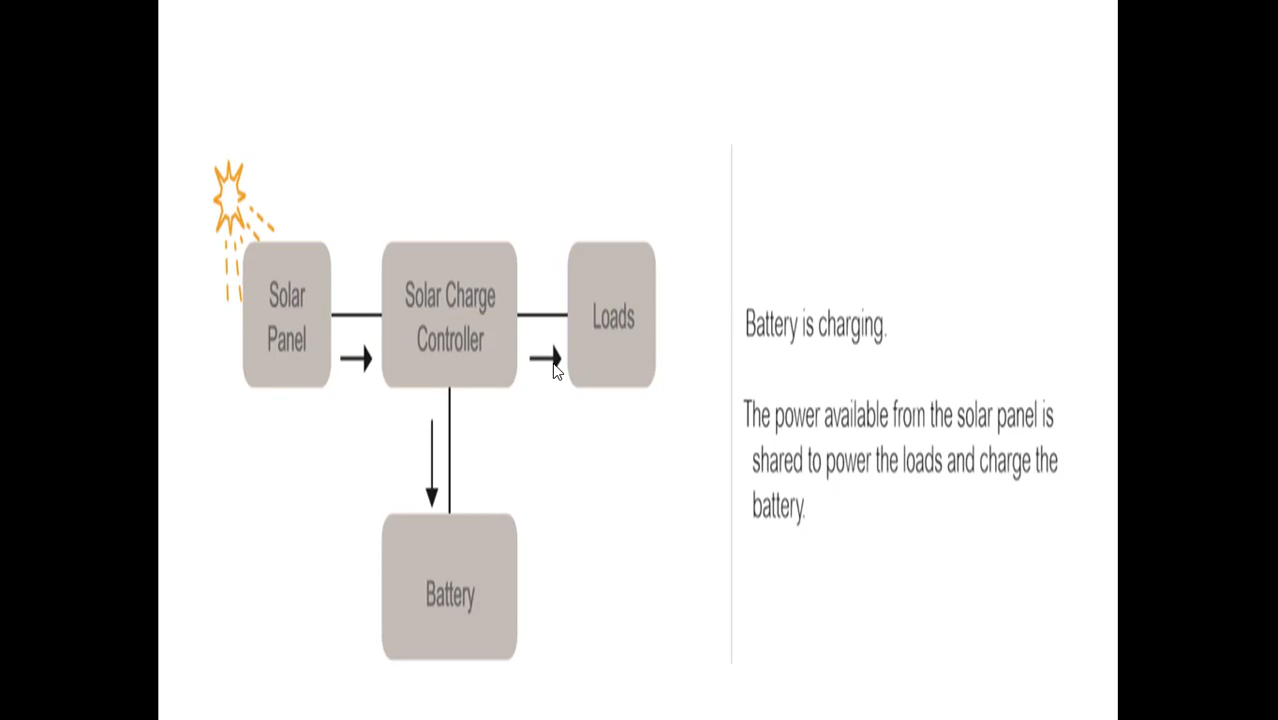 Solar
Panel
Solar Charge
Controller
Loads
Battery
Battery is charging.
The power available from the solar panel is
shared to power the loads and charge the
battery.